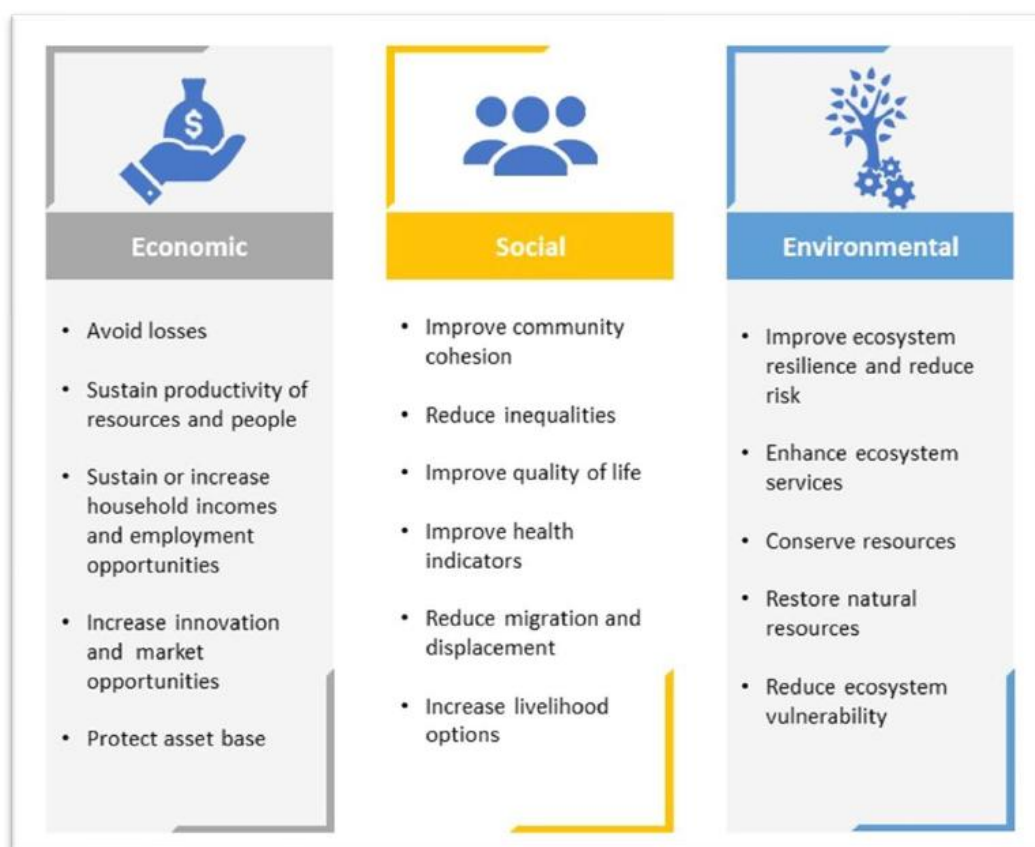 $
Economic
• Avoid losses
• Sustain productivity of
resources and people
• Sustain or increase
household incomes
and employment
opportunities
• Increase innovation
and market
opportunities
• Protect asset base
Social
• Improve community
cohesion
• Reduce inequalities
• Improve quality of life
• Improve health
indicators
• Reduce migration and
displacement
• Increase livelihood
options
Environmental
• Improve ecosystem
resilience and reduce
risk
• Enhance ecosystem
services
• Conserve resources
• Restore natural
resources
• Reduce ecosystem
vulnerability